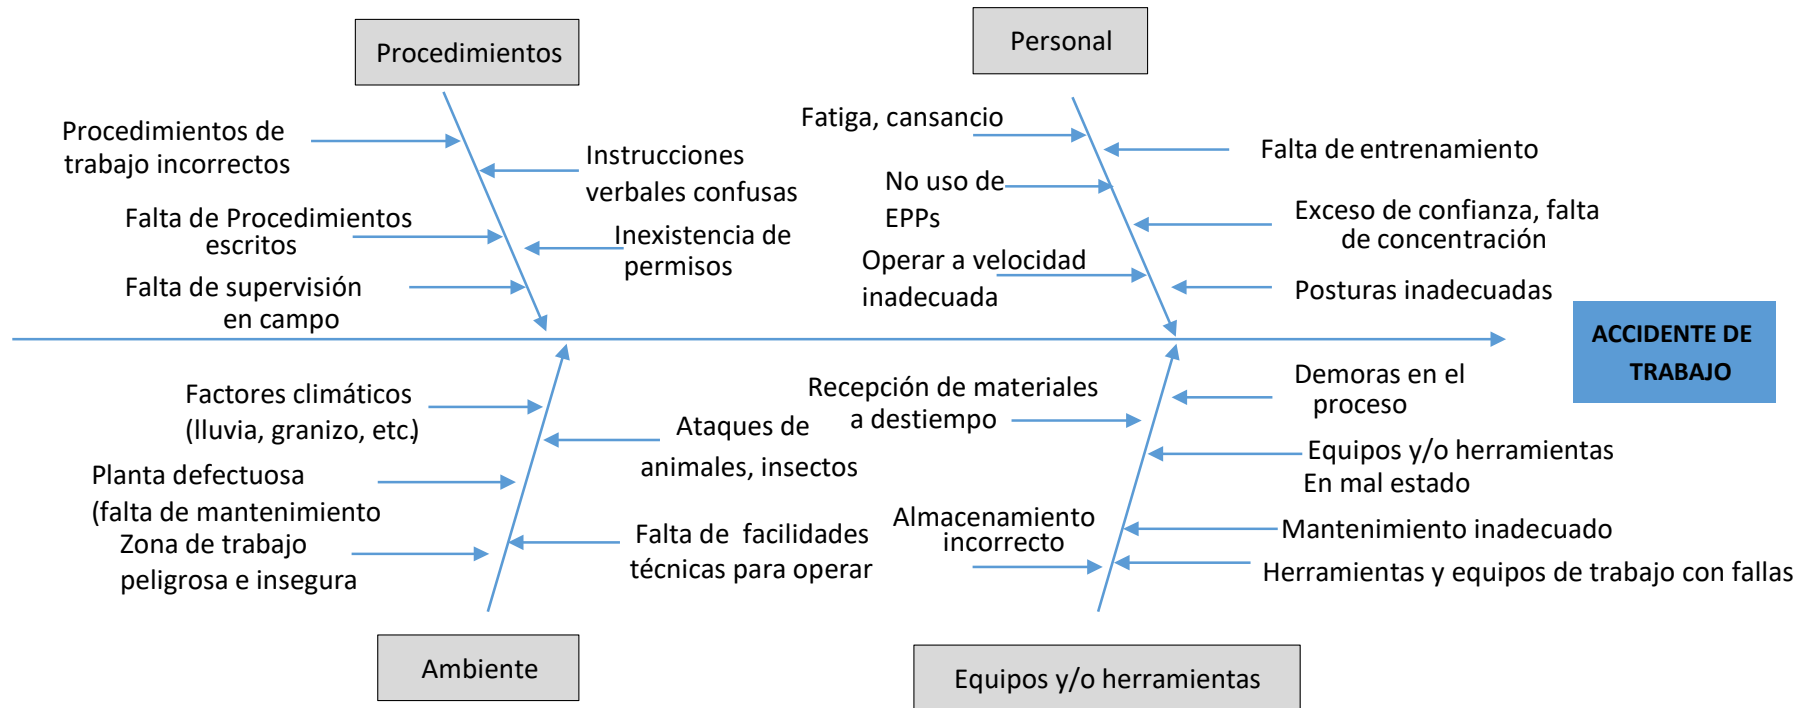 Procedimientos
Personal
Procedimientos de
trabajo incorrectos
Instrucciones
verbales confusas
Falta de Procedimientos
escritos
Inexistencia de
permisos
Falta de supervisión
en campo
Fatiga, cansancio
Falta de entrenamiento
No uso de
EPPs
Exceso de confianza, falta
de concentración
Operar a velocidad
inadecuada
Posturas inadecuadas
ACCIDENTE DE
TRABAJO
Factores climáticos
(lluvia, granizo, etc.)
Ataques de
animales, insectos
Planta defectuosa
(falta de mantenimiento
Zona de trabajo
peligrosa e insegura
Falta de facilidades
técnicas para operar
Recepción de materiales
a destiempo
Demoras en el
proceso
Equipos y/o herramientas
En mal estado
Almacenamiento
incorrecto
Mantenimiento inadecuado
Herramientas y equipos de trabajo con fallas
Ambiente
Equipos y/o herramientas